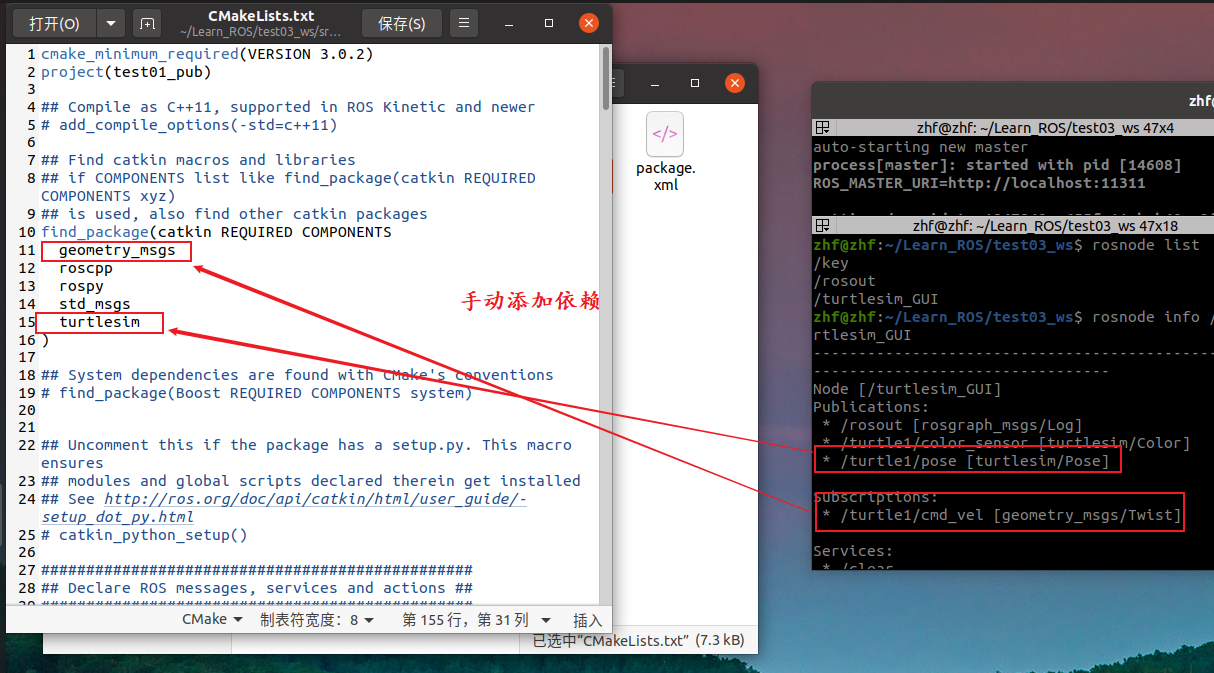 打开(O)
CMakeLists.txt
~/Learn_ROS/test03_ws/sr…
保存(S)
1 cmake_minimum_required(VERSION 3.0.2)
2 project(test01_pub)
3
4 ## Compile as C++11, supported in ROS Kinetic and newer
5 # add_compile_options(-std=c++11)
6
7 ## Find catkin macros and libraries
8 ## if COMPONENTS list like find_package(catkin REQUIRED
COMPONENTS xyz)
9 ## is used, also find other catkin packages
10 find_package(catkin REQUIRED COMPONENTS
11 geometry_msgs
12 roscpp
13 rospy
14 std_msgs
15 turtlesim
16 )
17
18 ## System dependencies are found with CMake's conventions
19 # find_package(Boost REQUIRED COMPONENTS system)
20
21
22 ## Uncomment this if the package has a setup.py. This macro
ensures
23 ## modules and global scripts declared therein get installed
24 ## See http://ros.org/doc/api/catkin/html/user_guide/-
setup_dot_py.html
25 # catkin_python_setup()
26
27 ################################################
28 ## Declare ROS messages, services and actions ##
29 ################################################
手动添加依赖
CMake
制表符宽度：8
第 155 行，第 31 列
插入
</>
package.
xml
已选中“CMakeLists.txt” (7.3 kB)
zhf@
zhf@zhf: ~/Learn_ROS/test03_ws 47x4
auto-starting new master
process[master]: started with pid [14608]
ROS_MASTER_URI=http://localhost:11311
zhf@zhf: ~/Learn_ROS/test03_ws 47x18
zhf@zhf:~/Learn_ROS/test03_ws$ rosnode list
/key
/rosout
/turtlesim_GUI
zhf@zhf:~/Learn_ROS/test03_ws$ rosnode info /
rtlesim_GUI
-----------------------------------------------
-----------------------------------
Node [/turtlesim_GUI]
Publications:
* /rosout [rosgraph_msgs/Log]
* /turtle1/color_sensor [turtlesim/Color]
* /turtle1/pose [turtlesim/Pose]
Subscriptions:
* /turtle1/cmd_vel [geometry_msgs/Twist]
Services:
* /clear